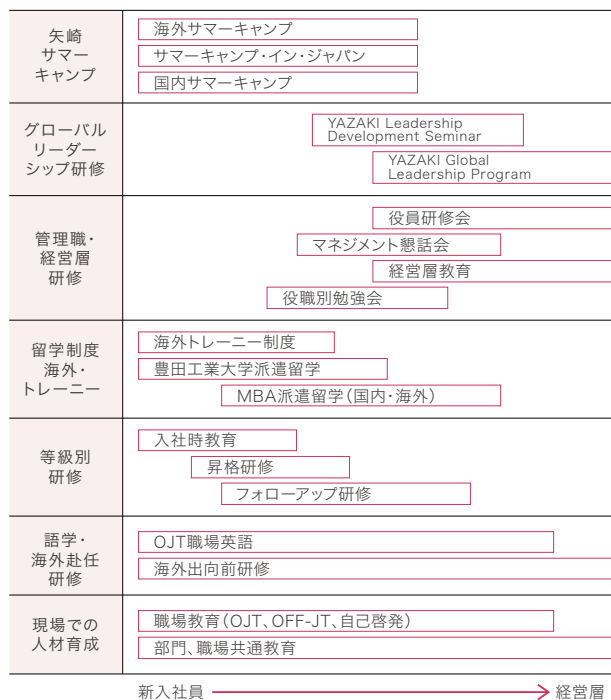 矢崎
サマー
キャンプ
海外サマーキャンプ
サマーキャンプ・イン・ジャパン
国内サマーキャンプ
グローバル
リーダー
シップ研修
YAZAKI Leadership
Development Seminar
YAZAKI Global
Leadership Program
管理職・
経営層
研修
役員研修会
マネジメント懇話会
経営層教育
役職別勉強会
留学制度
海外・
トレーニー
海外トレーニー制度
豊田工業大学派遣留学
MBA派遣留学（国内・海外）
等級別
研修
入社時教育
昇格研修
フォローアップ研修
語学・
海外赴任
研修
OJT職場英語
海外出向前研修
現場での
人材育成
職場教育（OJT、OFF-JT、自己啓発）
部門、職場共通教育
新入社員
経営層